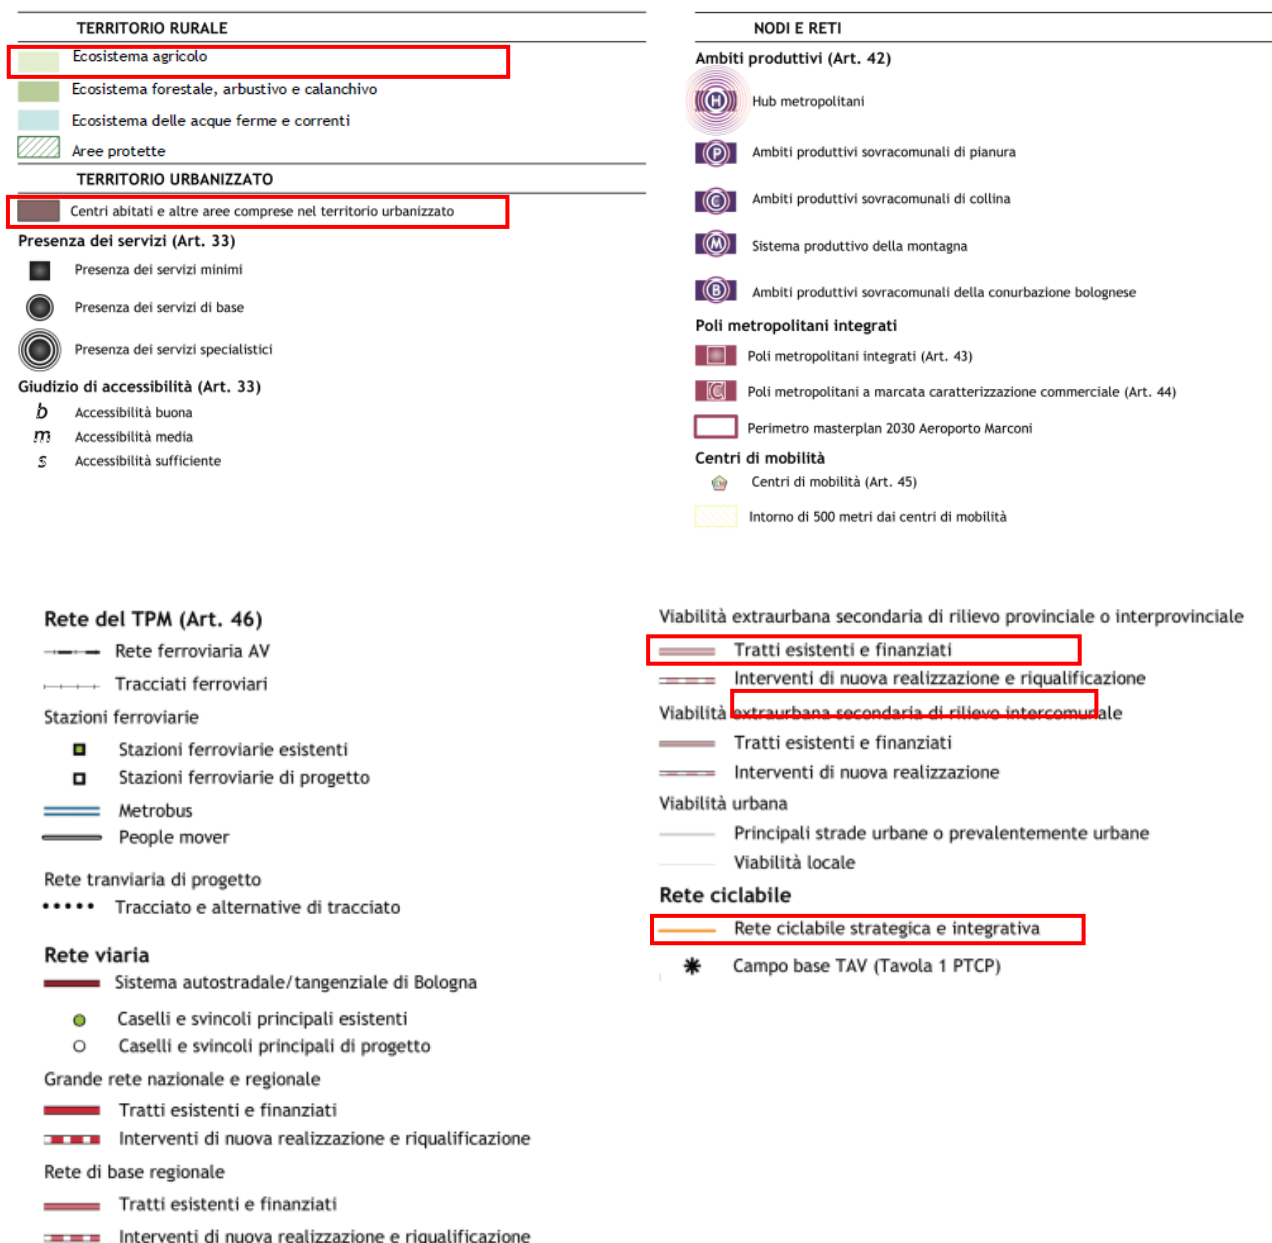 TERRITORIO RURALE
Ecosistema agricolo
Ecosistema forestale, arbustivo e calanchivo
Ecosistema delle acque ferme e correnti
Aree protette
TERRITORIO URBANIZZATO
Centri abitati e altre aree comprese nel territorio urbanizzato
Presenza dei servizi (Art. 33)
Presenza dei servizi minimi
Presenza dei servizi di base
Presenza dei servizi specialistici
Giudizio di accessibilità (Art. 33)
b Accessibilità buona
m Accessibilità media
s Accessibilità sufficiente
NODI E RETI
Ambiti produttivi (Art. 42)
H Hub metropolitani
P Ambiti produttivi sovracomunali di pianura
C Ambiti produttivi sovracomunali di collina
M Sistema produttivo della montagna
B Ambiti produttivi sovracomunali della conurbazione bolognese
Poli metropolitani integrati
Poli metropolitani integrati (Art. 43)
C Poli metropolitani a marcata caratterizzazione commerciale (Art. 44)
Perimetro masterplan 2030 Aeroporto Marconi
Centri di mobilità
CM Centri di mobilità (Art. 45)
Intorno di 500 metri dai centri di mobilità
Rete del TPM (Art. 46)
Rete ferroviaria AV
Tracciati ferroviari
Stazioni ferroviarie
Stazioni ferroviarie esistenti
Stazioni ferroviarie di progetto
Metrobus
People mover
Rete tranviaria di progetto
Tracciato e alternative di tracciato
Rete viaria
Sistema autostradale/tangenziale di Bologna
Caselli e svincoli principali esistenti
Caselli e svincoli principali di progetto
Grande rete nazionale e regionale
Tratti esistenti e finanziati
Interventi di nuova realizzazione e riqualificazione
Rete di base regionale
Tratti esistenti e finanziati
Interventi di nuova realizzazione e riqualificazione
Viabilità extraurbana secondaria di rilievo provinciale o interprovinciale
Tratti esistenti e finanziati
Interventi di nuova realizzazione e riqualificazione
Viabilità extraurbana secondaria di rilievo intercomunale
Tratti esistenti e finanziati
Interventi di nuova realizzazione
Viabilità urbana
Principali strade urbane o prevalentemente urbane
Viabilità locale
Rete ciclabile
Rete ciclabile strategica e integrativa
Campo base TAV (Tavola 1 PTCP)